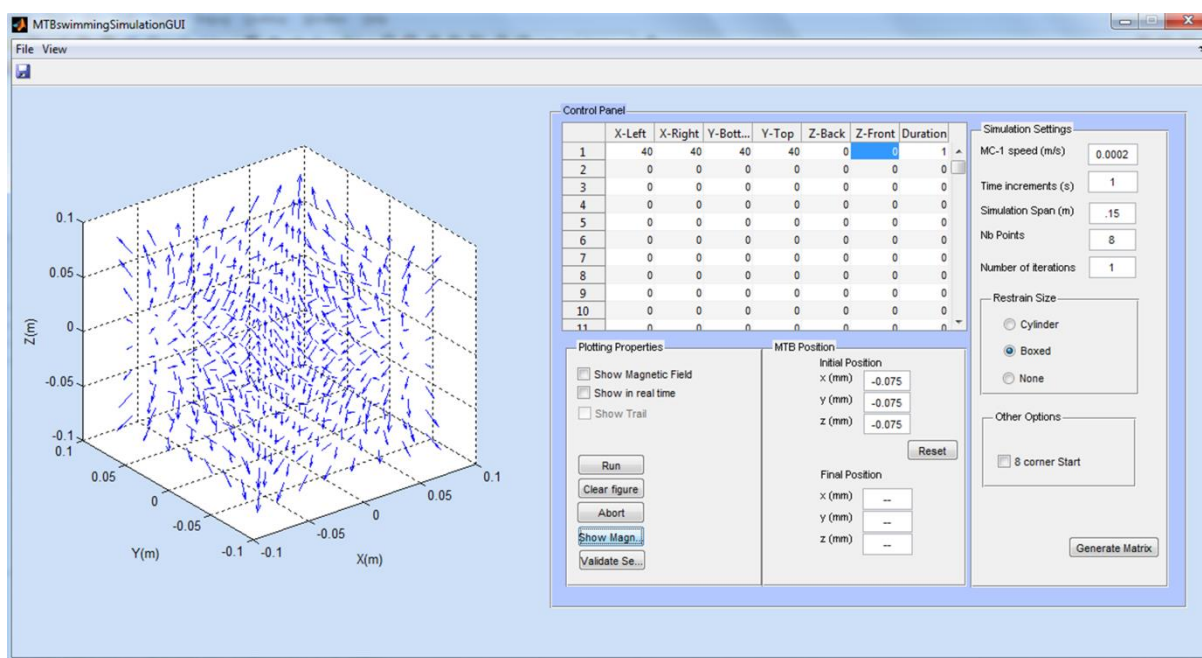 MTBswimmingSimulationGUI
File View
Control Panel
X-Left X-Right Y-Bott... Y-Top Z-Back Z-Front Duration
1 40 40 40 40 0 0 1
2 0 0 0 0 0 0 0
3 0 0 0 0 0 0 0
4 0 0 0 0 0 0 0
5 0 0 0 0 0 0 0
6 0 0 0 0 0 0 0
7 0 0 0 0 0 0 0
8 0 0 0 0 0 0 0
9 0 0 0 0 0 0 0
10 0 0 0 0 0 0 0
11 0 0 0 0 0 0 0
Simulation Settings
MC-1 speed (m/s) 0.0002
Time increments (s) 1
Simulation Span (m) .15
Nb Points 8
Number of iterations 1
Restrain Size
Cylinder
Boxed
None
Other Options
8 corner Start
Generate Matrix
Plotting Properties
Show Magnetic Field
Show in real time
Show Trail
Run
Clear figure
Abort
Show Magn...
Validate Se...
MTB Position
Initial Position
x (mm) -0.075
y (mm) -0.075
z (mm) -0.075
Reset
Final Position
x (mm) --
y (mm) --
z (mm) --
0.1
0.05
0
-0.05
-0.1
Z(m)
0.1
0.05
0
-0.05
-0.1
Y(m)
-0.1
-0.05
0
0.05
0.1
X(m)